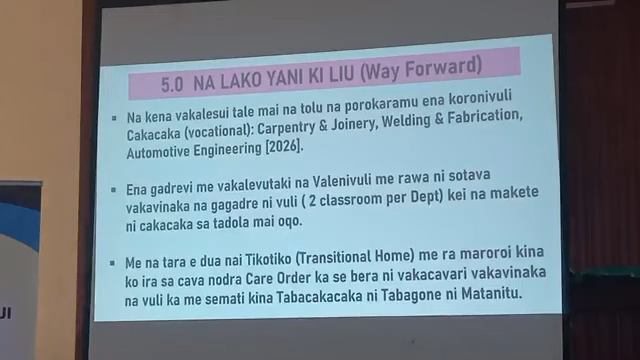 5.0 NA LAKO YANI KI LIU (Way Forward)
▪ Na kena vakalesui tale mai na tolu na porokaramu ena koronivuli
Cakacaka (vocational): Carpentry & Joinery, Welding & Fabrication,
Automotive Engineering [2026].
▪ Ena gadrevi me vakalevutaki na Valenivuli me rawa ni sotava
vakavinaka na gagadre ni vuli ( 2 classroom per Dept) kei na makete
ni cakacaka sa tadola mai oqo.
▪ Me na tara e dua nai Tikotiko (Transitional Home) me ra maroroi kina
ko ira sa cava nodra Care Order ka se bera ni vakacavari vakavinaka
na vuli ka me semati kina Tabacakacaka ni Tabagone ni Matanitu.